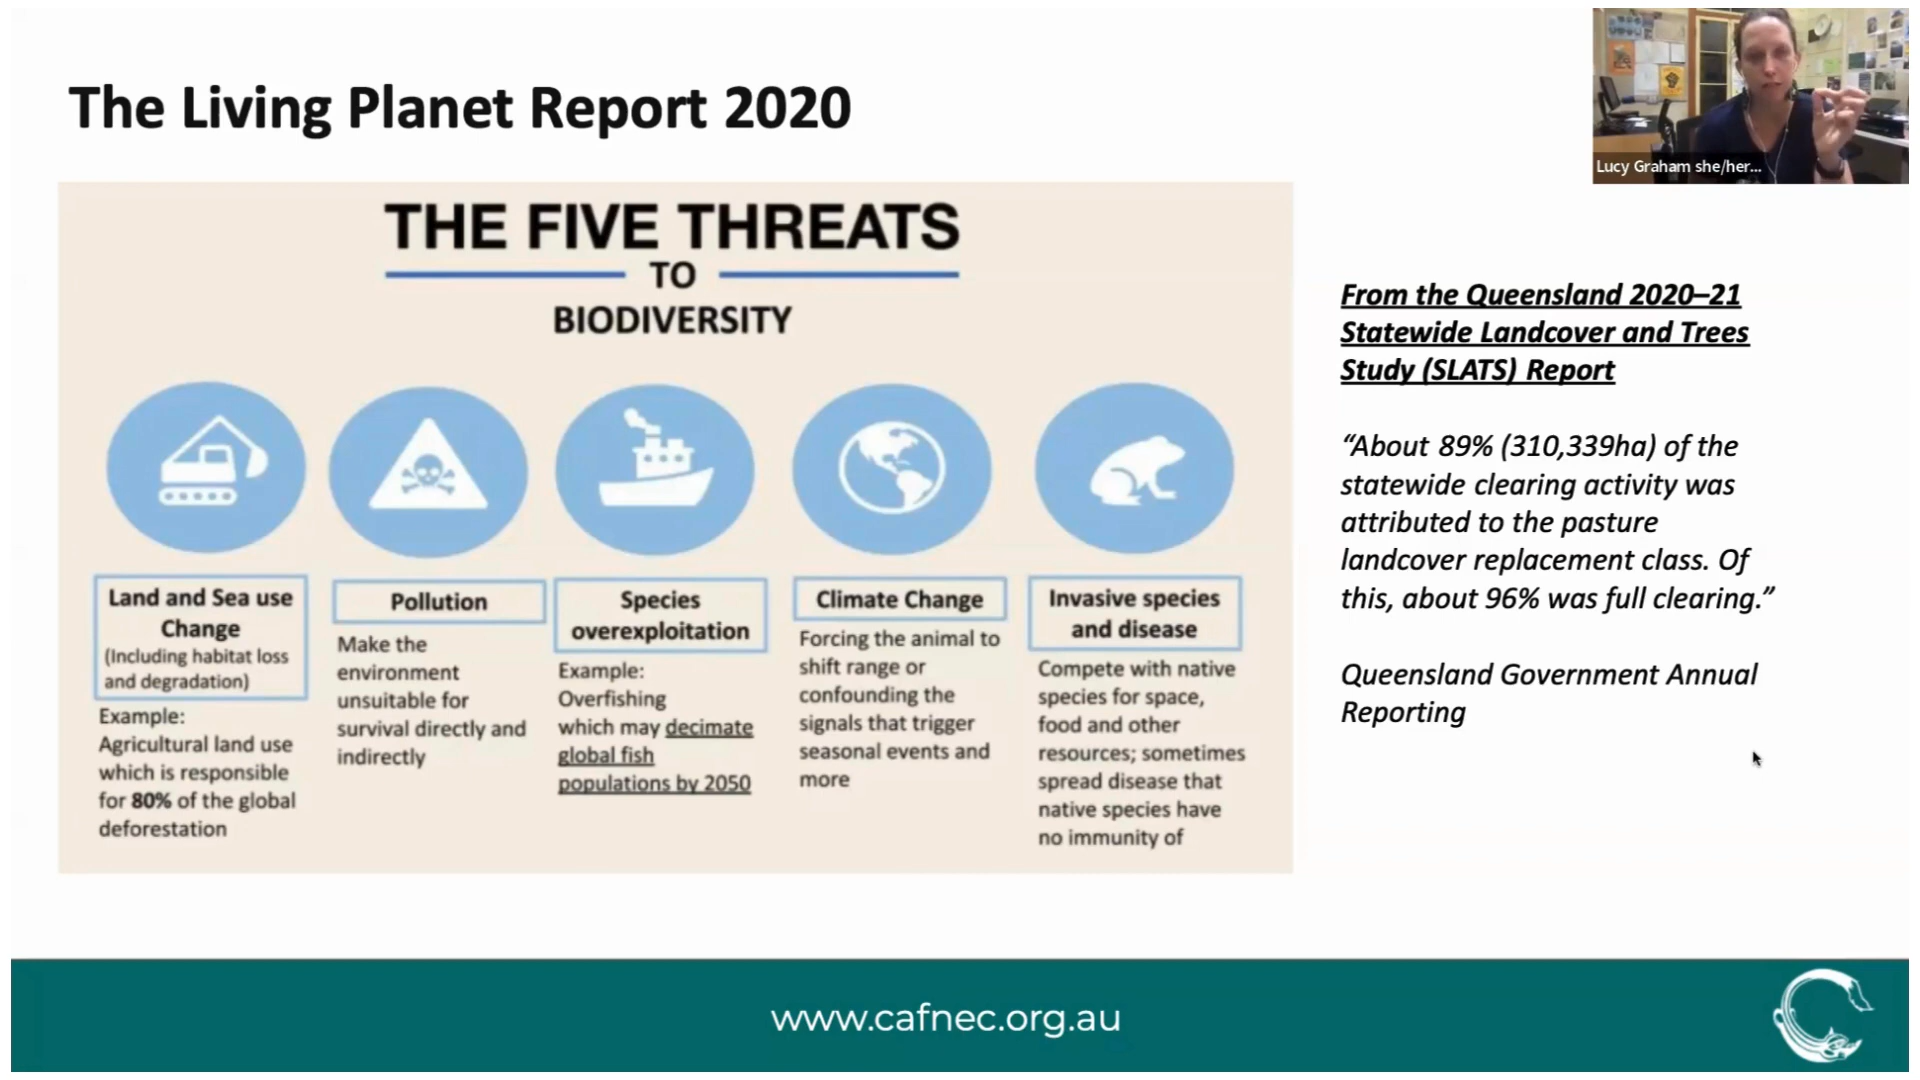 The Living Planet Report 2020
Lucy Graham she/her...
THE FIVE THREATS
TO
BIODIVERSITY
Land and Sea use
Change
(Including habitat loss
and degradation)
Example:
Agricultural land use
which is responsible
for 80% of the global
deforestation
Pollution
Make the
environment
unsuitable for
survival directly and
indirectly
Species
overexploitation
Example:
Overfishing
which may decimate
global fish
populations by 2050
Climate Change
Forcing the animal to
shift range or
confounding the
signals that trigger
seasonal events and
more
Invasive species
and disease
Compete with native
species for space,
food and other
resources; sometimes
spread disease that
native species have
no immunity of
From the Queensland 2020–21
Statewide Landcover and Trees
Study (SLATS) Report
“About 89% (310,339ha) of the
statewide clearing activity was
attributed to the pasture
landcover replacement class. Of
this, about 96% was full clearing.”
Queensland Government Annual
Reporting
www.cafnec.org.au